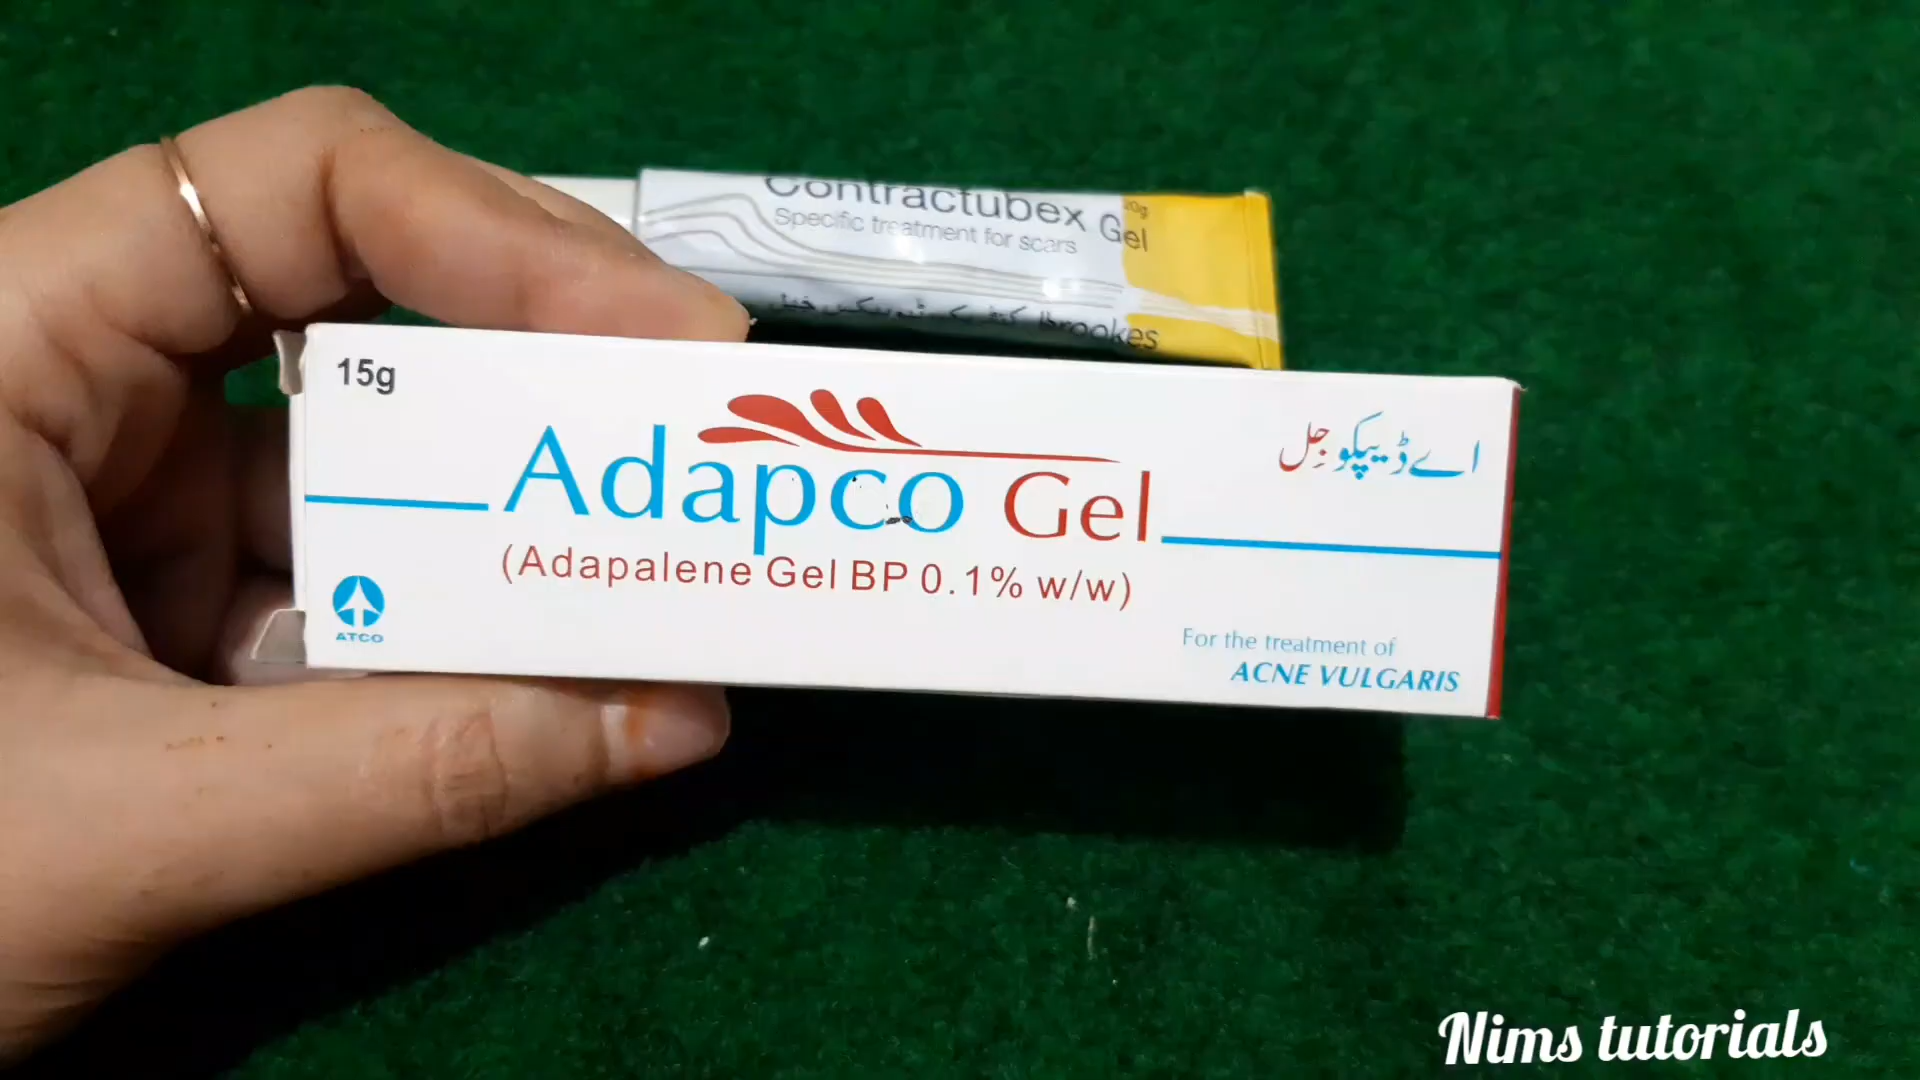 Contractubex Gel
20g
Specific treatment for scars
brookes
15g
Adapco Gel
اے ڈیپکو جِل
(Adapalene Gel BP 0.1% w/w)
ATCO
For the treatment of
ACNE VULGARIS
Nims tutorials